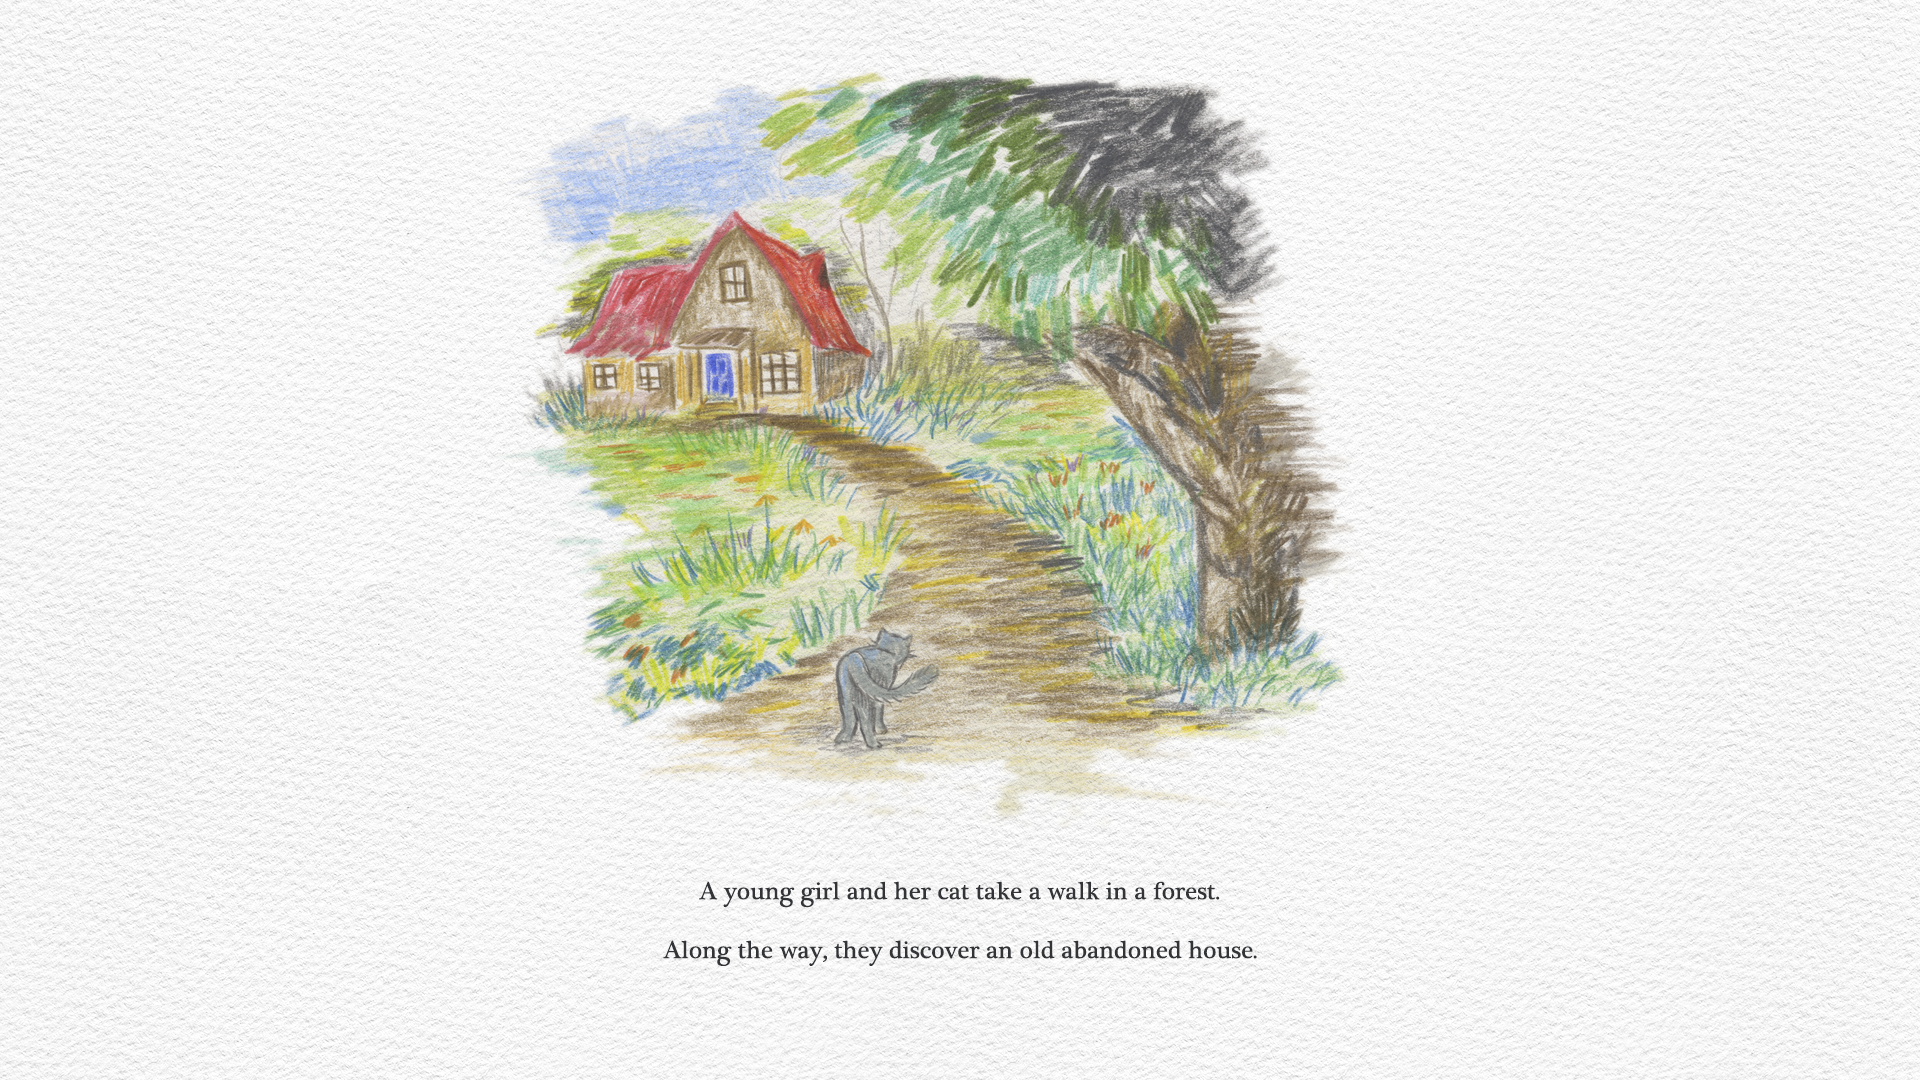 A young girl and her cat take a walk in a forest.
Along the way, they discover an old abandoned house.